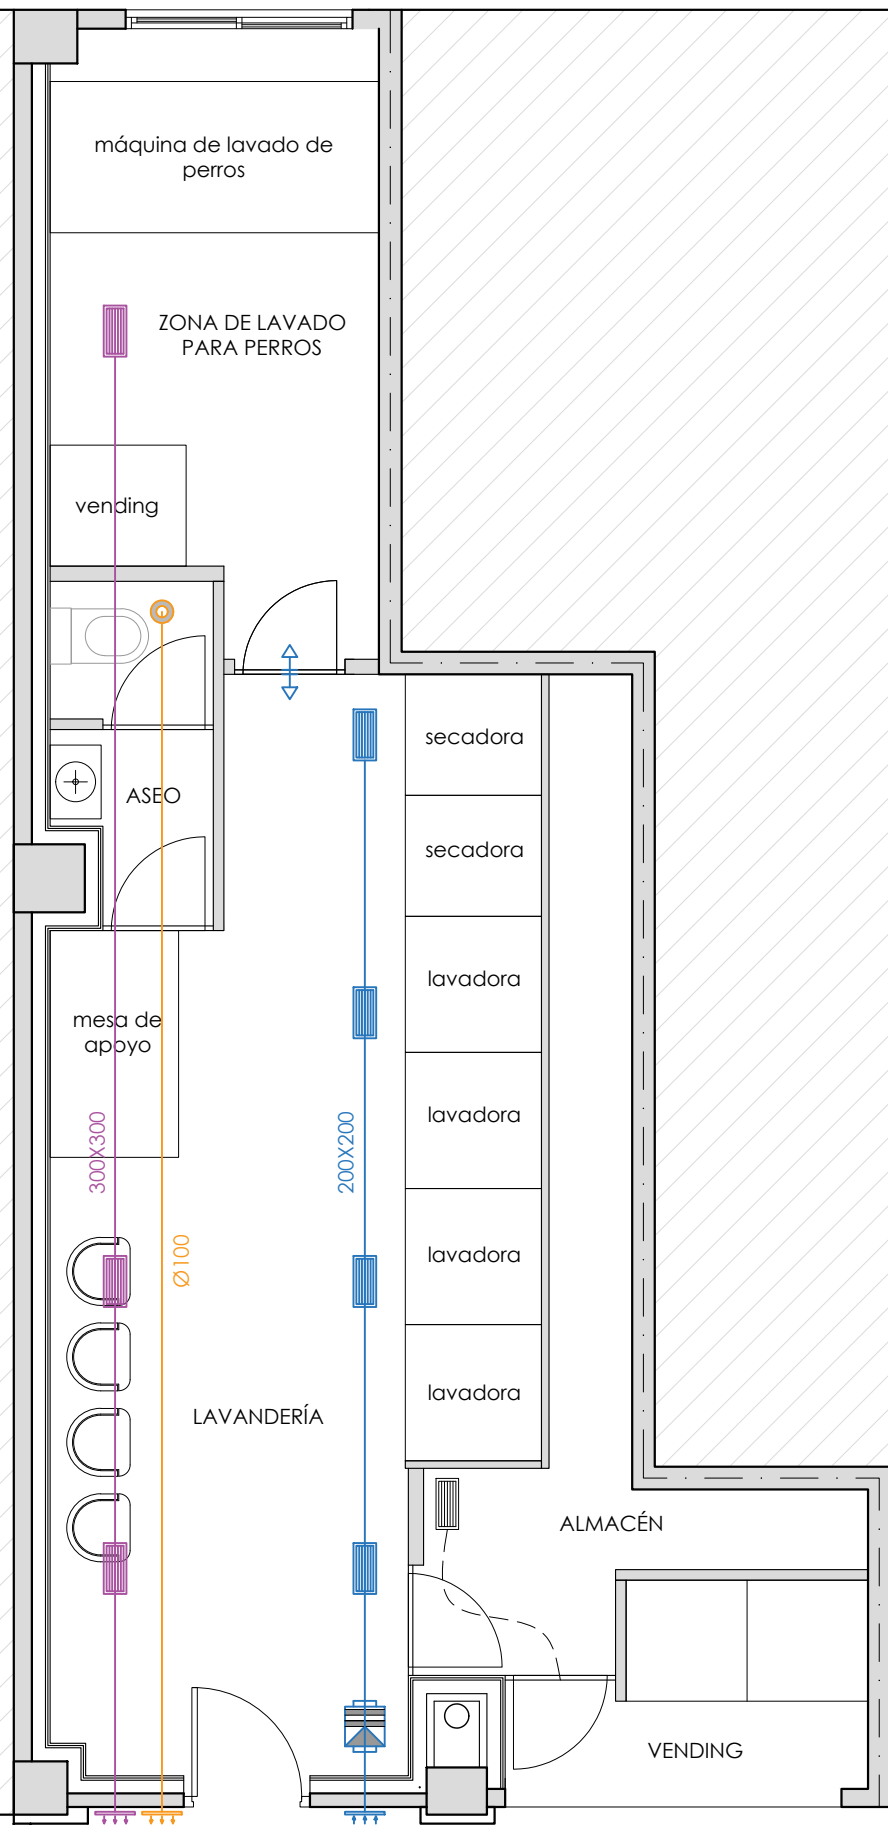 máquina de lavado de
perros
ZONA DE LAVADO
PARA PERROS
vending
secadora
ASEO
secadora
lavadora
mesa de
apoyo
lavadora
300X300
200X200
Ø100
lavadora
lavadora
LAVANDERÍA
ALMACÉN
VENDING